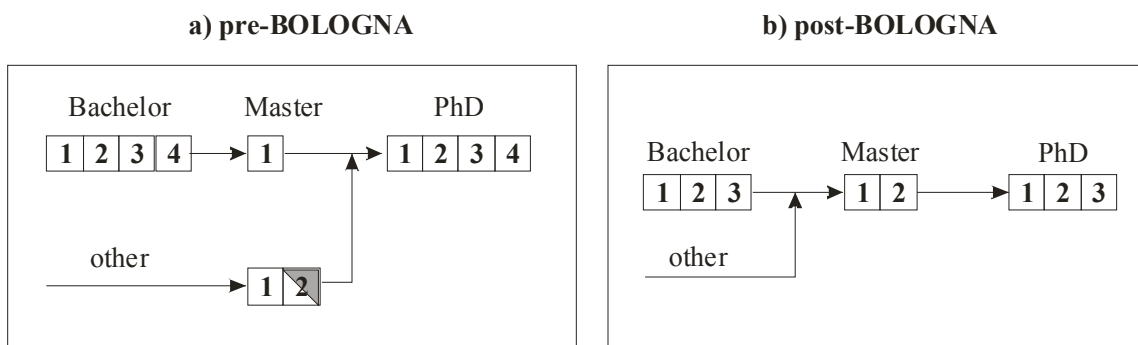 a) pre-BOLOGNA
Bachelor Master PhD
1 2 3 4 1 1 2 3 4
other
1 2
b) post-BOLOGNA
Bachelor Master PhD
1 2 3 1 2 1 2 3
other